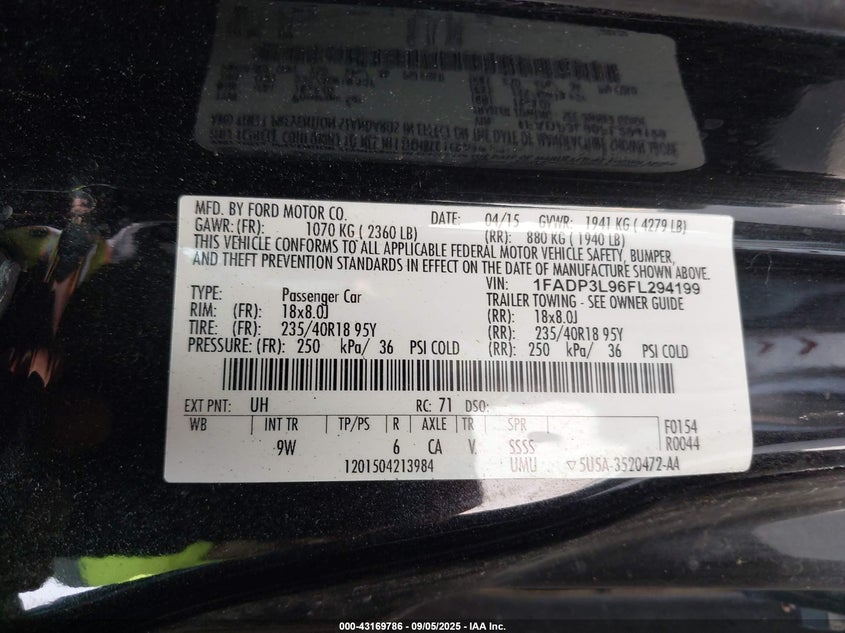 MFD. BY FORD MOTOR CO. DATE: 04/15 GVWR: 1941 KG ( 4279 LB)
GAWR: (FR): 1070 KG ( 2360 LB) (RR): 880 KG ( 1940 LB)
THIS VEHICLE CONFORMS TO ALL APPLICABLE FEDERAL MOTOR VEHICLE SAFETY, BUMPER,
AND THEFT PREVENTION STANDARDS IN EFFECT ON THE DATE OF MANUFACTURE SHOWN ABOVE.
VIN: 1FADP3L96FL294199
TYPE: Passenger Car TRAILER TOWING - SEE OWNER GUIDE
RIM: (FR): 18x8.0J (RR): 18x8.0J
TIRE: (FR): 235/40R18 95Y (RR): 235/40R18 95Y
PRESSURE: (FR): 250 kPa/ 36 PSI COLD (RR): 250 kPa/ 36 PSI COLD
EXT PNT: UH RC: 71 DSO:
WB INT TR TP/PS R AXLE TR SPR F0154
9W 6 CA V SSSS R0044
1201504213984 UMU ▽5U5A-3520472-AA
000-43169786 - 09/05/2025 - IAA Inc.